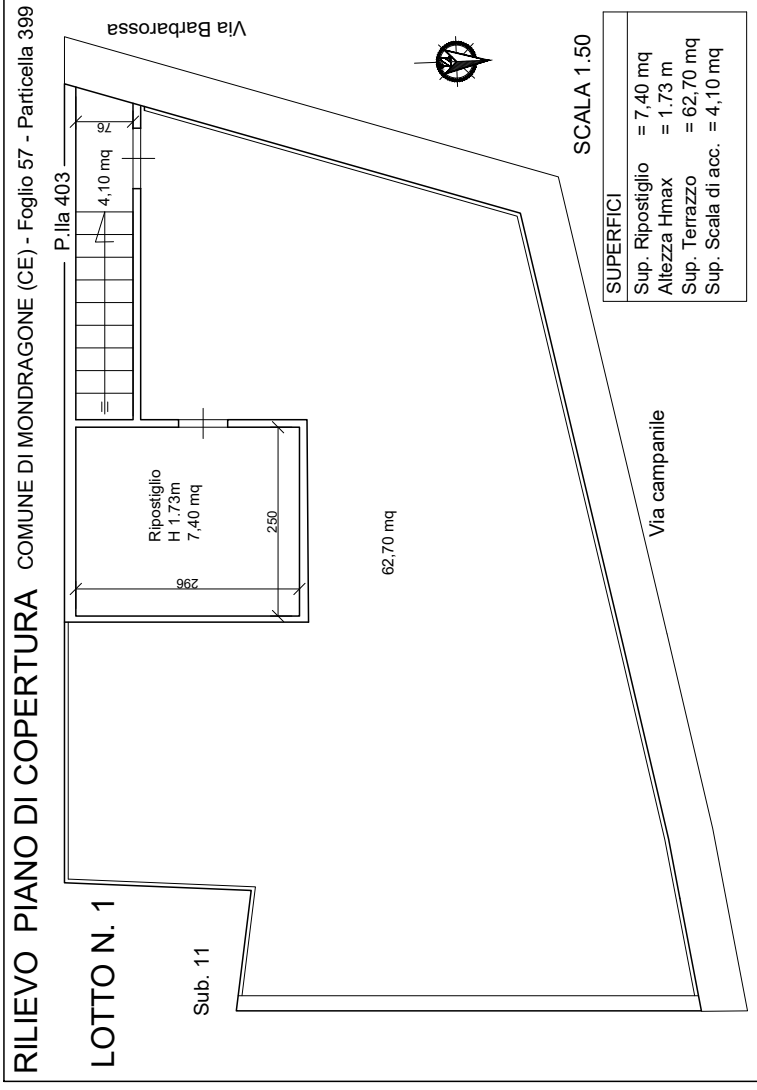 RILIEVO PIANO DI COPERTURA COMUNE DI MONDRAGONE (CE) - Foglio 57 - Particella 399
LOTTO N. 1
P.lla 403
Via Barbarossa
76
4,10 mq
Ripostiglio
H 1.73m
7,40 mq
296
250
Sub. 11
62,70 mq
Via campanile
SCALA 1.50
SUPERFICI
Sup. Ripostiglio = 7,40 mq
Altezza Hmax = 1.73 m
Sup. Terrazzo = 62,70 mq
Sup. Scala di acc. = 4,10 mq